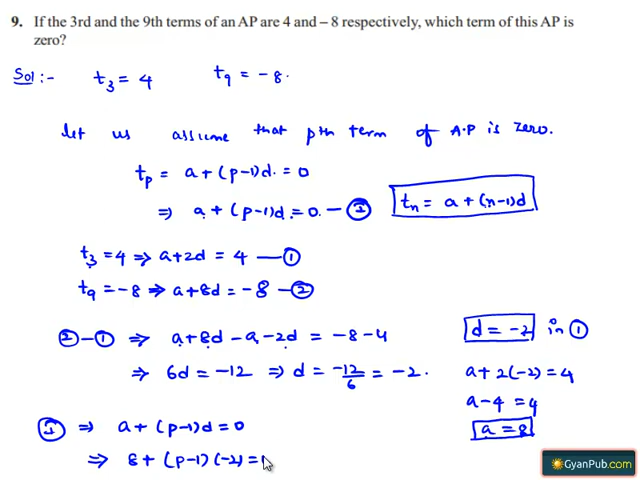 9. If the 3rd and the 9th terms of an AP are 4 and – 8 respectively, which term of this AP is
zero?
Sol :-  t₃ = 4  t₉ = -8.
Let us assume that pth term of A.P is zero.
tₚ = a + (p-1)d. = 0
⇒ a + (p-1)d = 0. — Ⓘ
tₙ = a + (n-1)d
t₃ = 4 ⇒ a + 2d = 4 — ①
t₉ = -8 ⇒ a + 8d = -8 — ②
② - ① ⇒ a + 8d - a - 2d = -8 - 4
⇒ 6d = -12 ⇒ d = -12/6 = -2.
d = -2 in ①
a + 2(-2) = 4
a - 4 = 4
a = 8
Ⓘ ⇒ a + (p-1)d = 0
⇒ 8 + (p-1)(-2) =
GyanPub.com